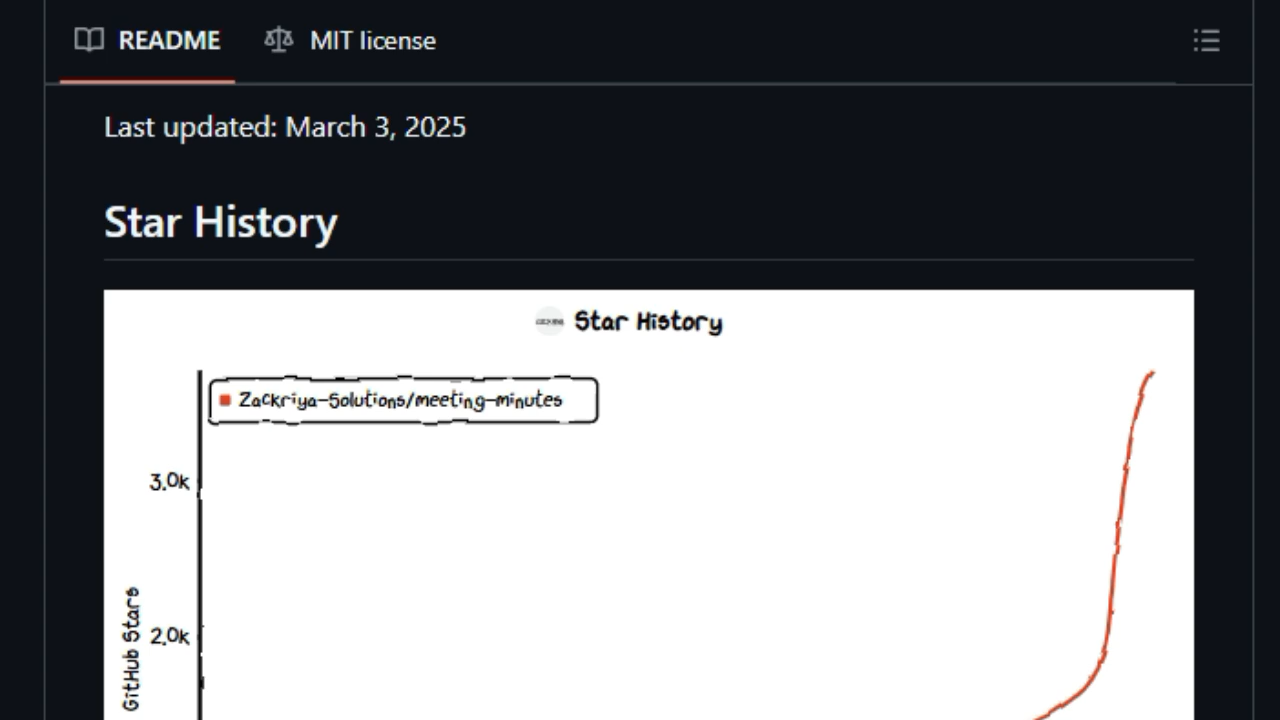 README MIT license
Last updated: March 3, 2025
Star History
Star History
Zackriya-Solutions/meeting-minutes
3.0k
2.0k
GitHub Stars